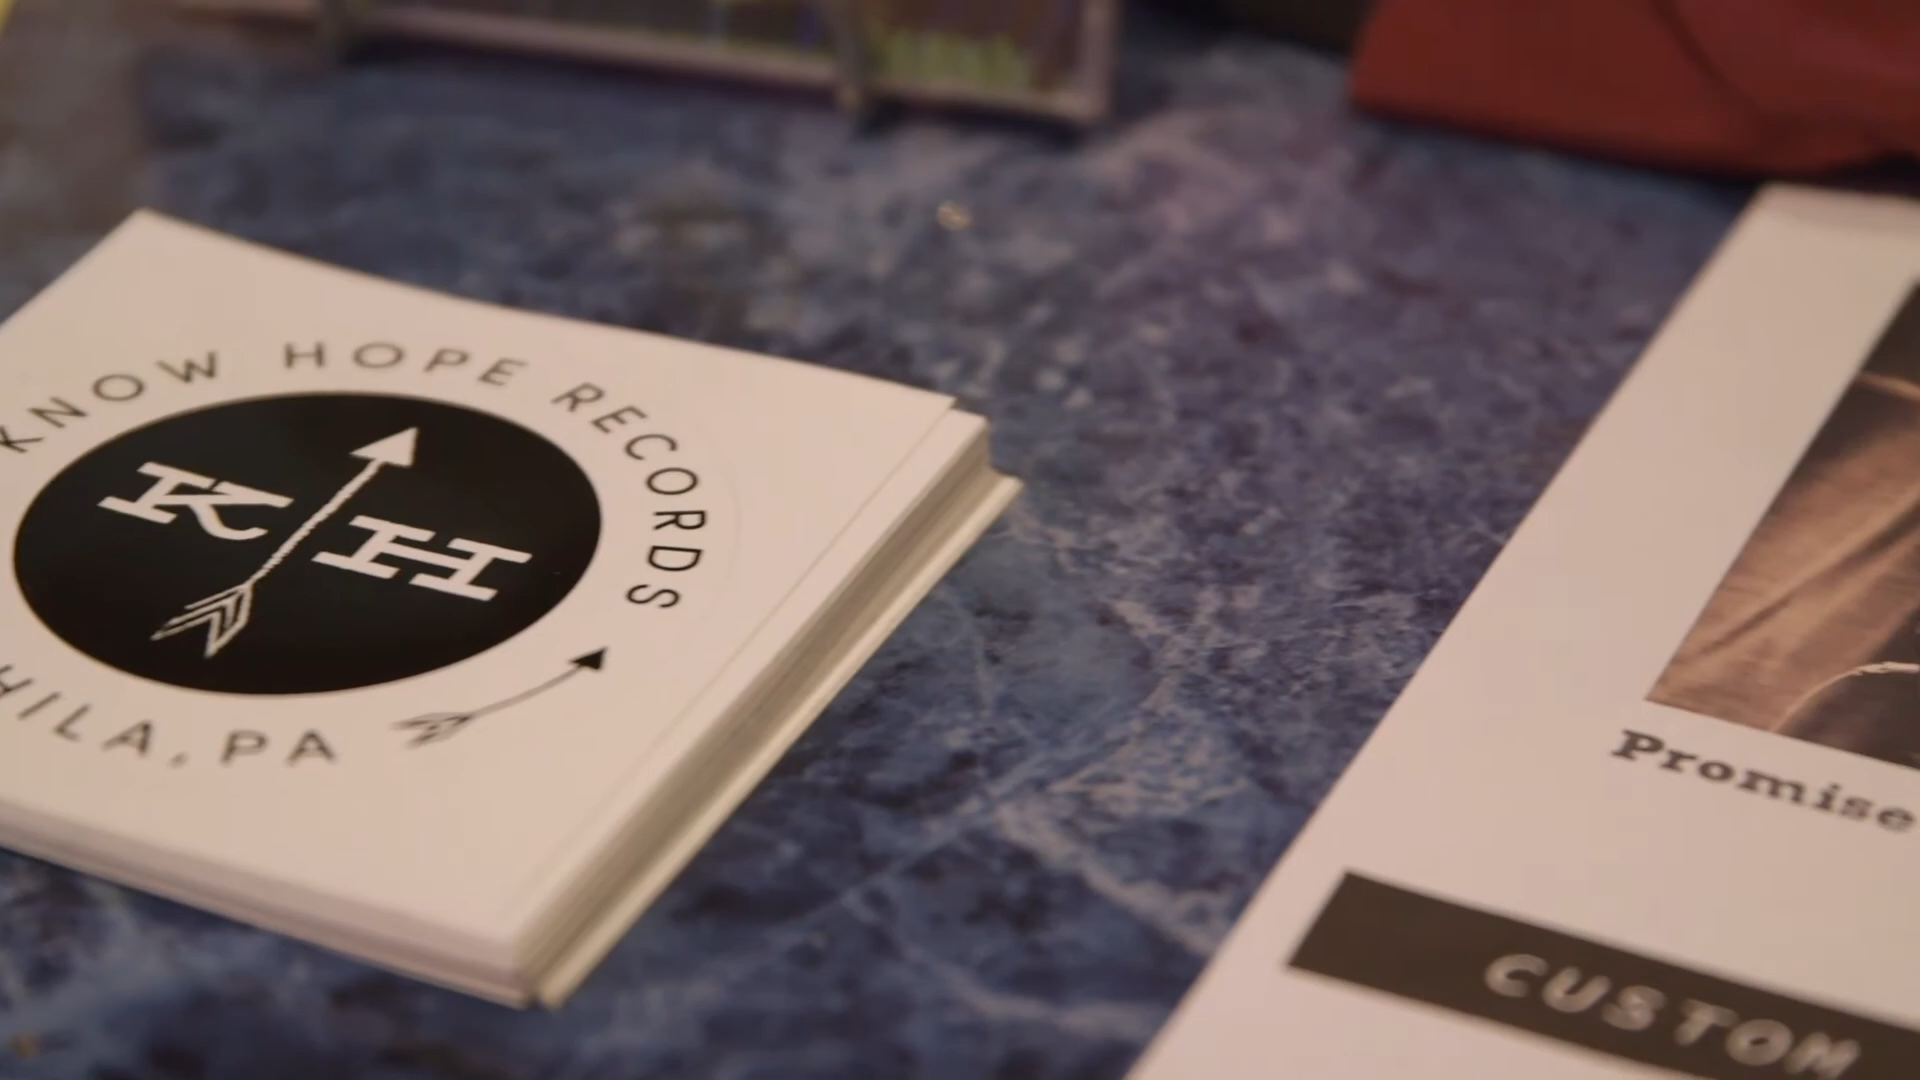 KNOW HOPE RECORDS
KH
HILA, PA
Promise
CUSTOM